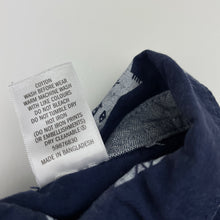 COTTON
WASH BEFORE WEAR
WARM MACHINE WASH
WITH LIKE COLOURS
DO NOT BLEACH
DO NOT TUMBLE DRY
HOT IRON
(DO NOT IRON PRINTS
OR EMBELLISHMENTS)
DRY CLEANABLE
59876830
MADE IN BANGLADESH